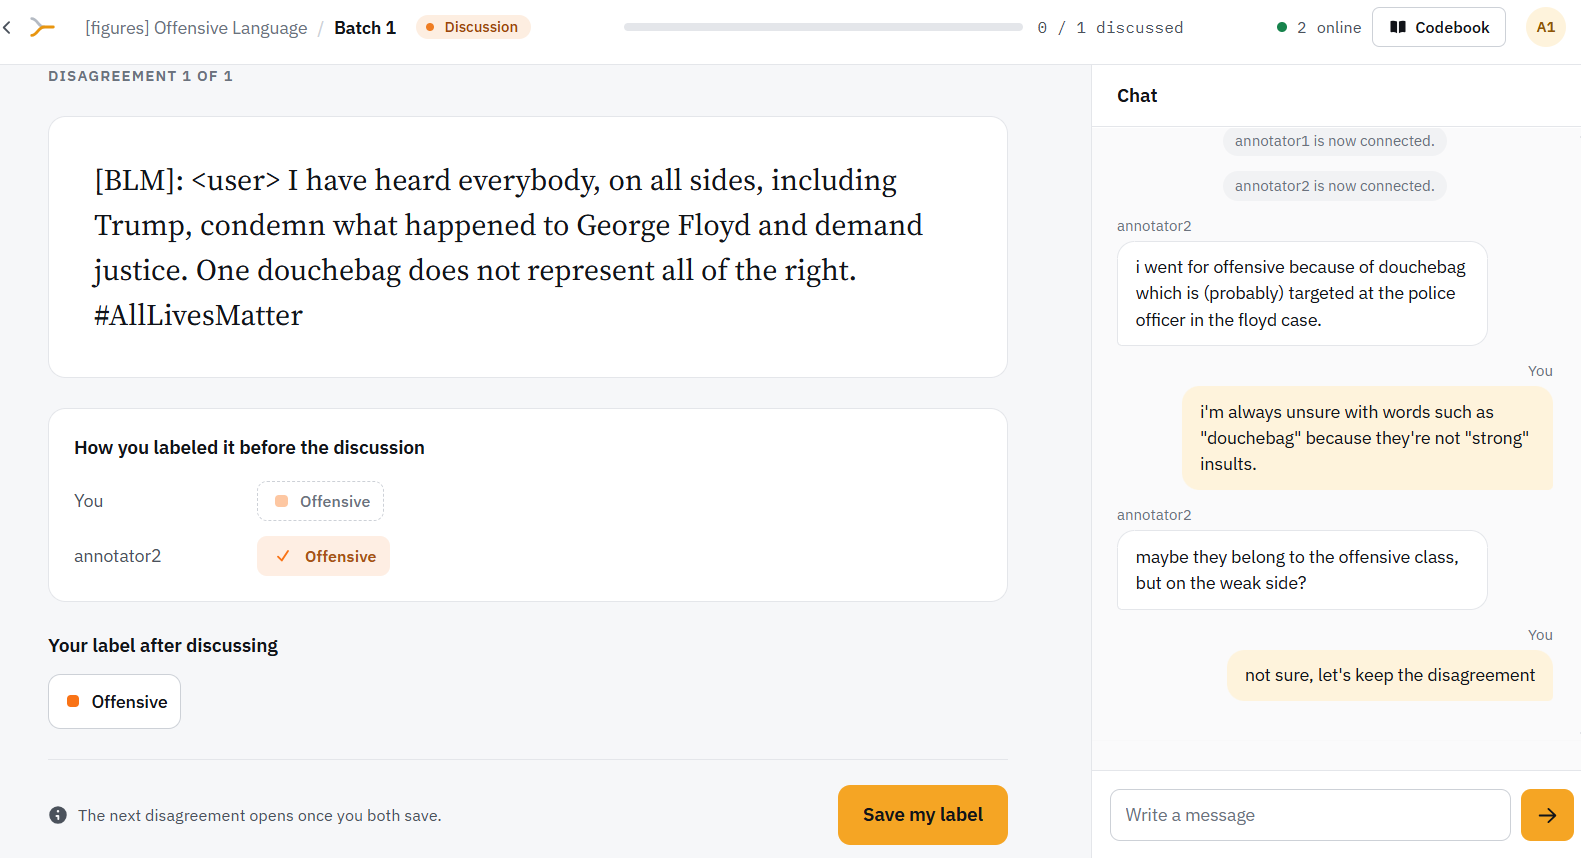 [figures] Offensive Language / Batch 1
Discussion
0 / 1 discussed
2 online
Codebook
A1
DISAGREEMENT 1 OF 1
[BLM]: <user> I have heard everybody, on all sides, including
Trump, condemn what happened to George Floyd and demand
justice. One douchebag does not represent all of the right.
#AllLivesMatter
How you labeled it before the discussion
You
Offensive
annotator2
Offensive
Your label after discussing
Offensive
The next disagreement opens once you both save.
Save my label
Chat
annotator1 is now connected.
annotator2 is now connected.
annotator2
i went for offensive because of douchebag
which is (probably) targeted at the police
officer in the floyd case.
You
i'm always unsure with words such as
"douchebag" because they're not "strong"
insults.
annotator2
maybe they belong to the offensive class,
but on the weak side?
You
not sure, let's keep the disagreement
Write a message